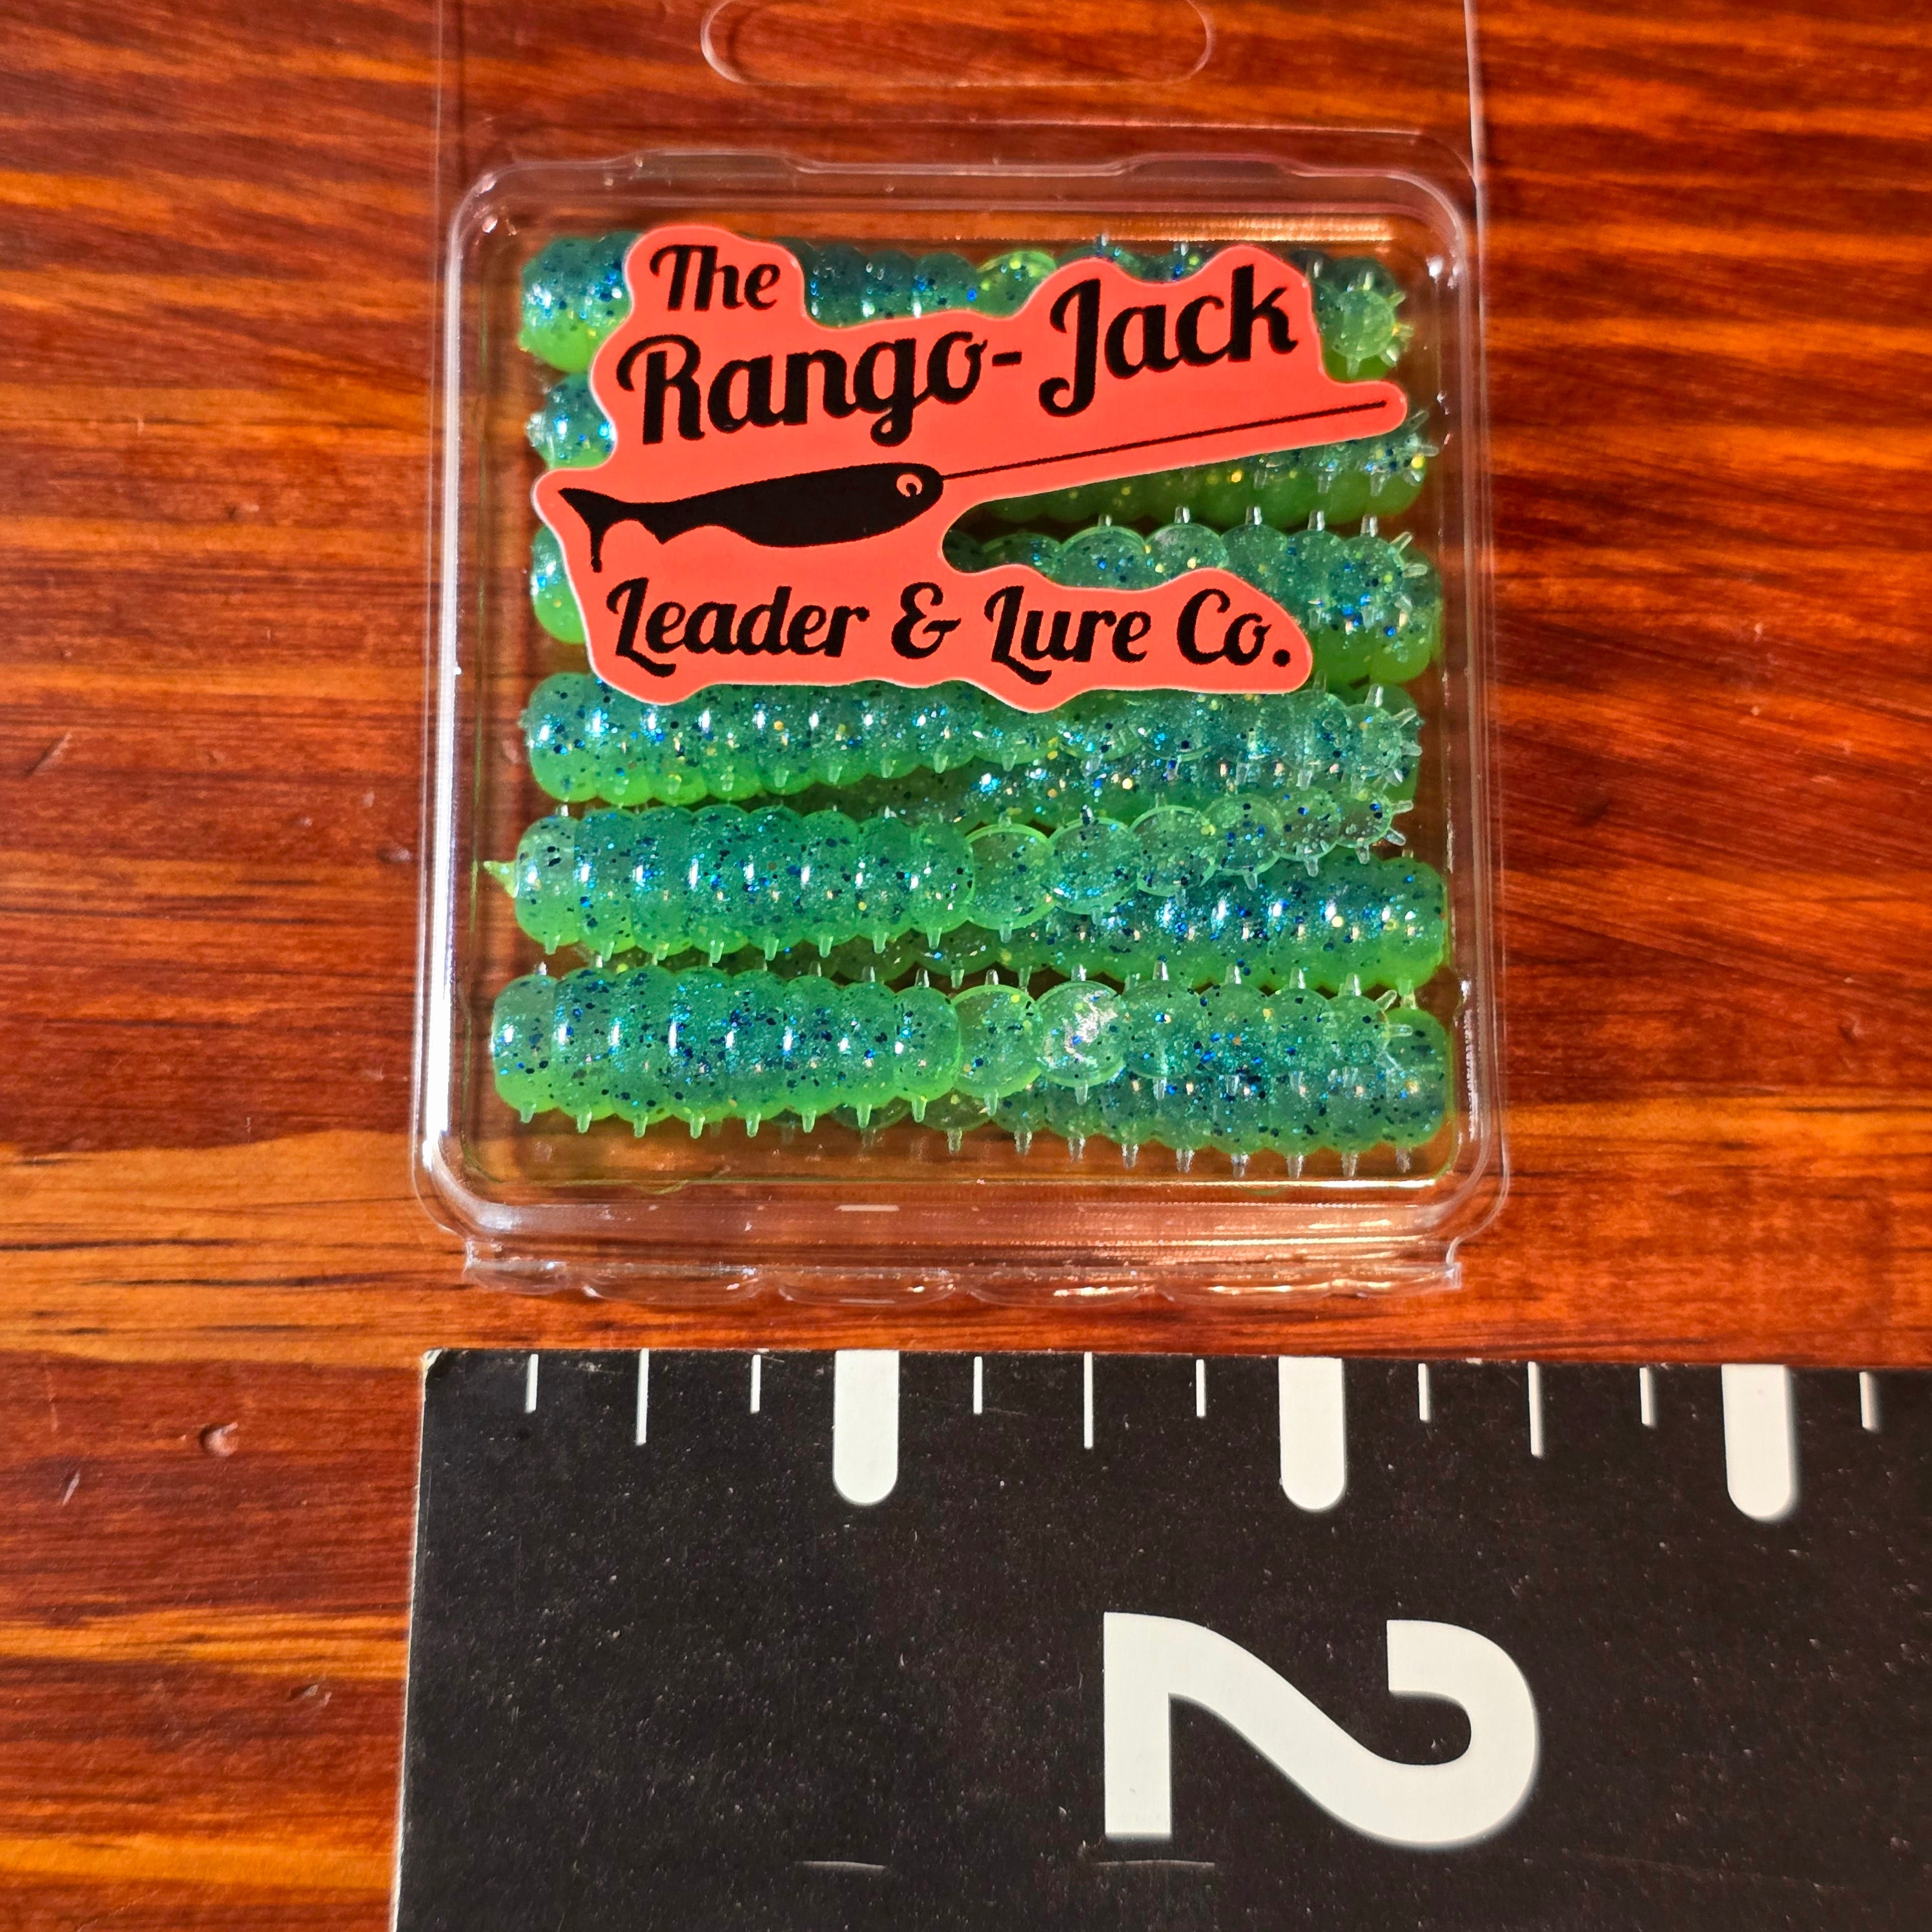 The
Rango-Jack
Leader & Lure Co.
2